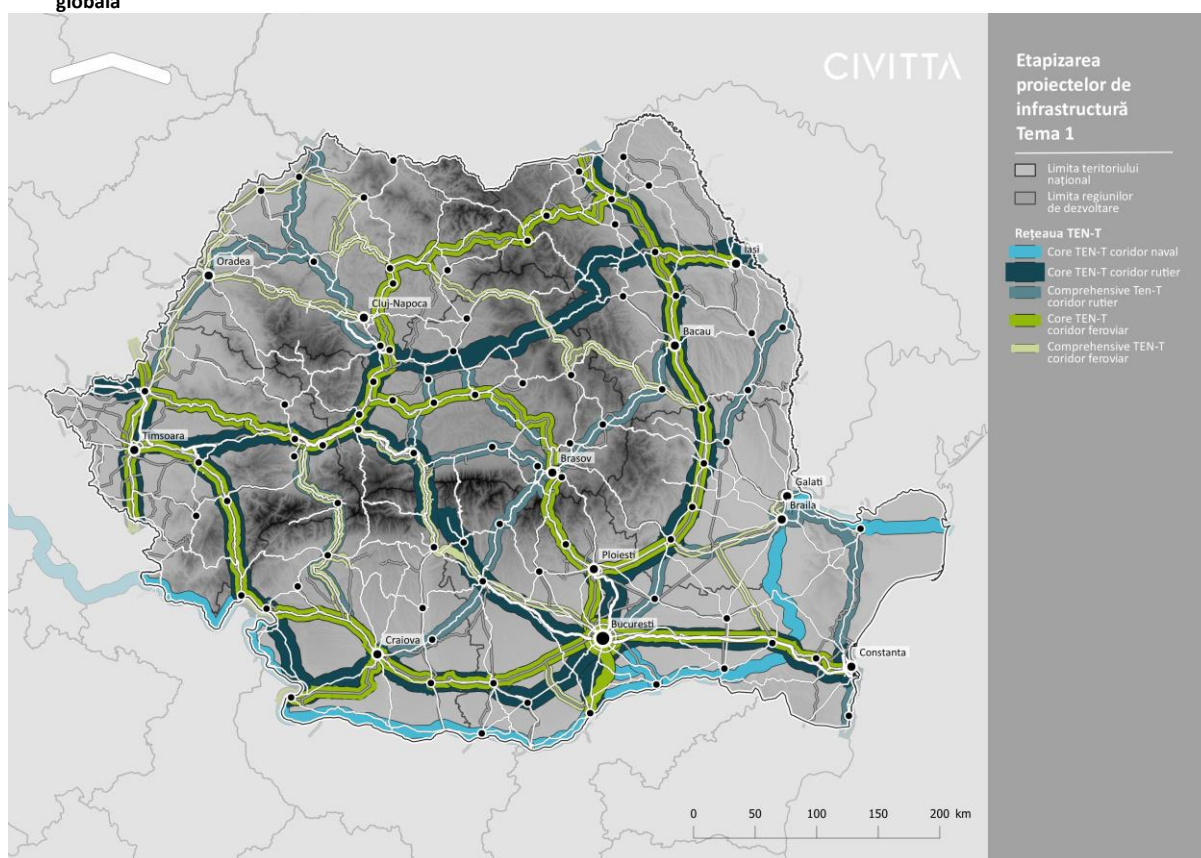 globală
CIVITTA
Etapizarea
proiectelor de
infrastructură
Tema 1
Limita teritoriului
național
Limita regiunilor
de dezvoltare
Rețeaua TEN-T
Core TEN-T coridor naval
Core TEN-T coridor rutier
Comprehensive Ten-T
coridor rutier
Core TEN-T
coridor feroviar
Comprehensive TEN-T
coridor feroviar
Iasi
Oradea
Cluj-Napoca
Bacau
Timsoara
Brasov
Galati
Braila
Ploiesti
Bucuresti
Craiova
Constanta
0 50 100 150 200 km